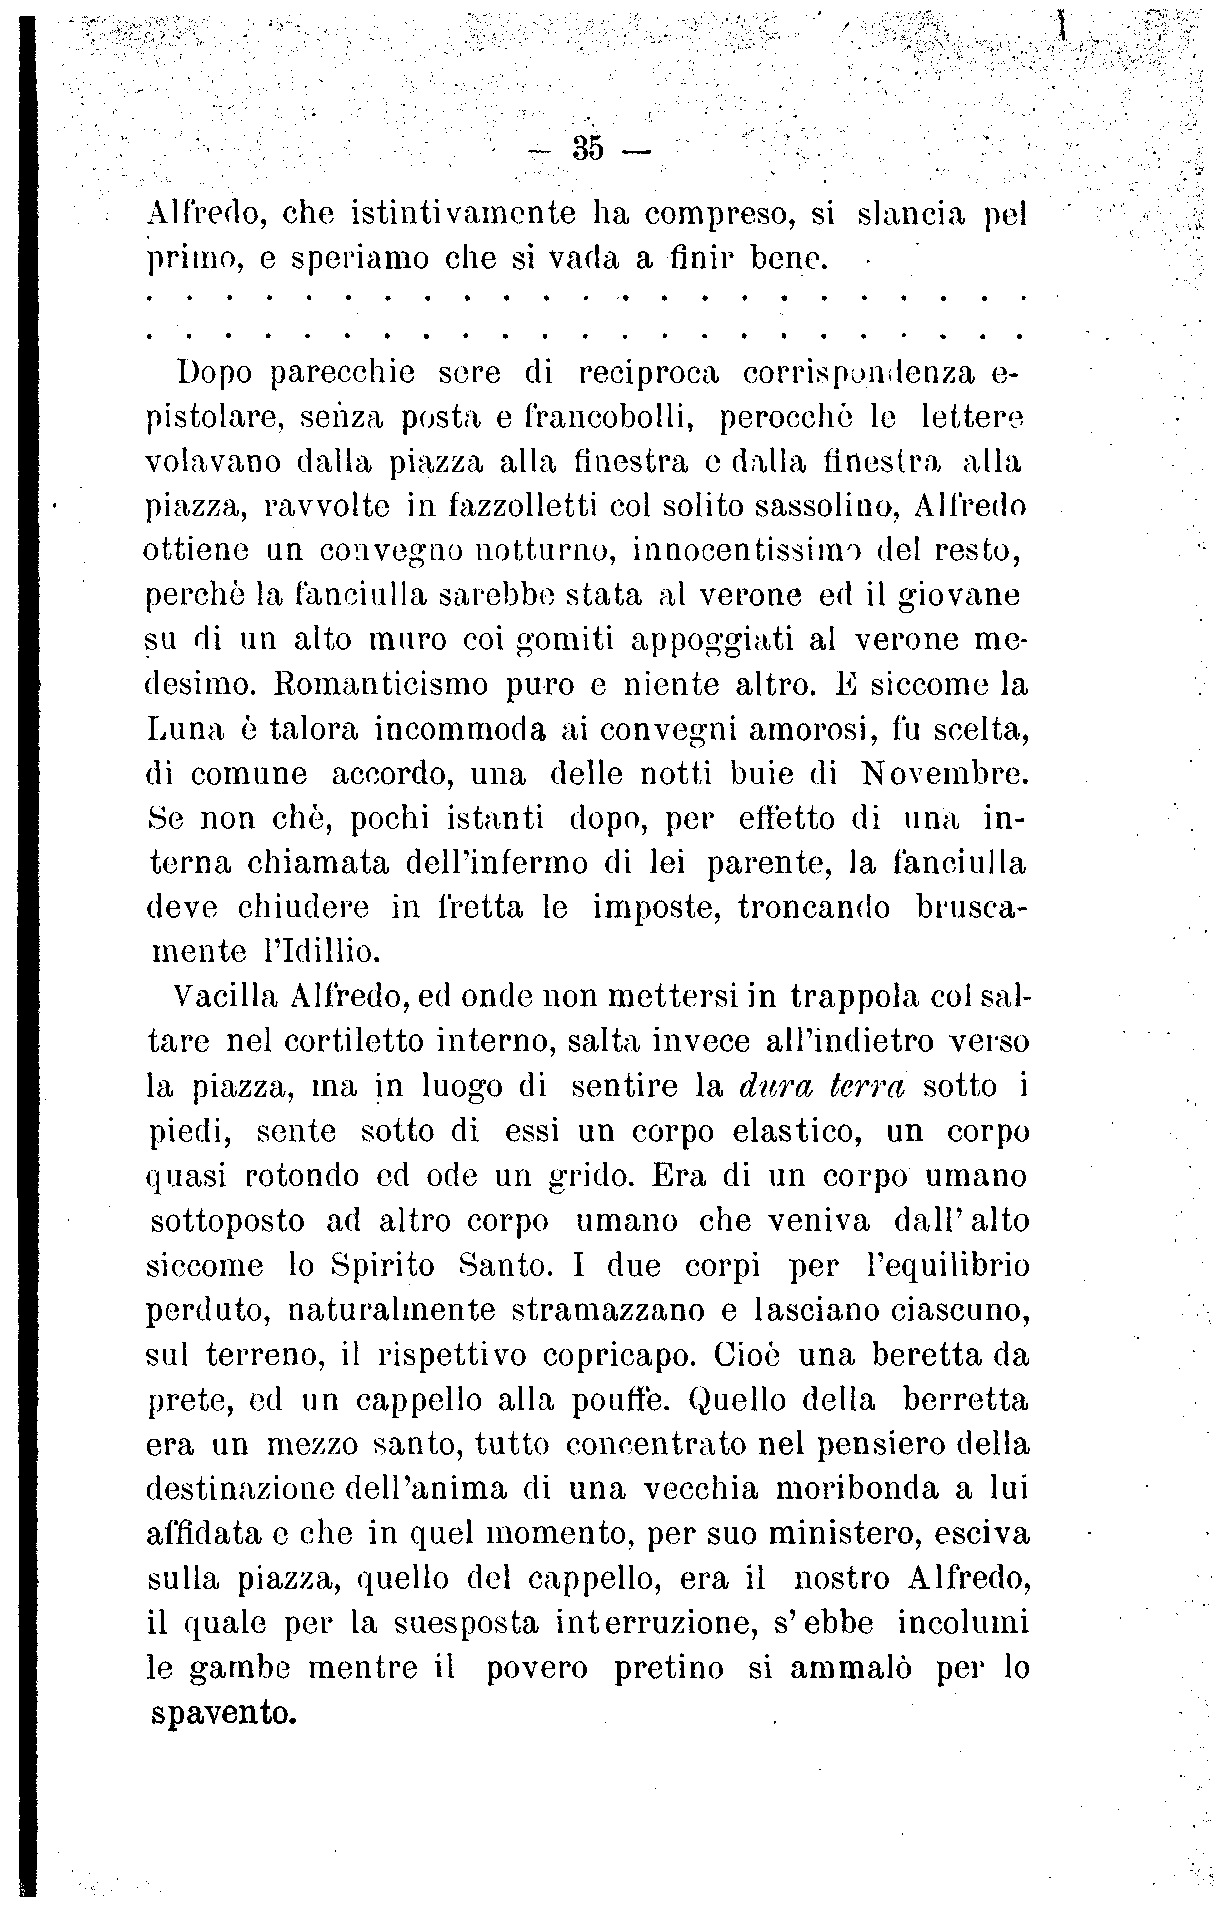 — 35 —
Alfredo, che istintivamente ha compreso, si slancia pel
primo, e speriamo che si vada a finir bene.
. . . . . . . . . . . . . . . . . . . . . . .
. . . . . . . . . . . . . . . . . . . . . . .
Dopo parecchie sere di reciproca corrispondenza e-
pistolare, senza posta e francobolli, perocchè le lettere
volavano dalla piazza alla finestra e dalla finestra alla
piazza, ravvolte in fazzolletti col solito sassolino, Alfredo
ottiene un convegno notturno, innocentissimo del resto,
perchè la fanciulla sarebbe stata al verone ed il giovane
su di un alto muro coi gomiti appoggiati al verone me-
desimo. Romanticismo puro e niente altro. E siccome la
Luna è talora incommoda ai convegni amorosi, fu scelta,
di comune accordo, una delle notti buie di Novembre.
Se non chè, pochi istanti dopo, per effetto di una in-
terna chiamata dell'infermo di lei parente, la fanciulla
deve chiudere in fretta le imposte, troncando brusca-
mente l'Idillio.
Vacilla Alfredo, ed onde non mettersi in trappola col sal-
tare nel cortiletto interno, salta invece all'indietro verso
la piazza, ma in luogo di sentire la dura terra sotto i
piedi, sente sotto di essi un corpo elastico, un corpo
quasi rotondo ed ode un grido. Era di un corpo umano
sottoposto ad altro corpo umano che veniva dall' alto
siccome lo Spirito Santo. I due corpi per l'equilibrio
perduto, naturalmente stramazzano e lasciano ciascuno,
sul terreno, il rispettivo copricapo. Cioè una beretta da
prete, ed un cappello alla pouffe. Quello della berretta
era un mezzo santo, tutto concentrato nel pensiero della
destinazione dell'anima di una vecchia moribonda a lui
affidata e che in quel momento, per suo ministero, esciva
sulla piazza, quello del cappello, era il nostro Alfredo,
il quale per la suesposta interruzione, s' ebbe incolumi
le gambe mentre il povero pretino si ammalò per lo
spavento.